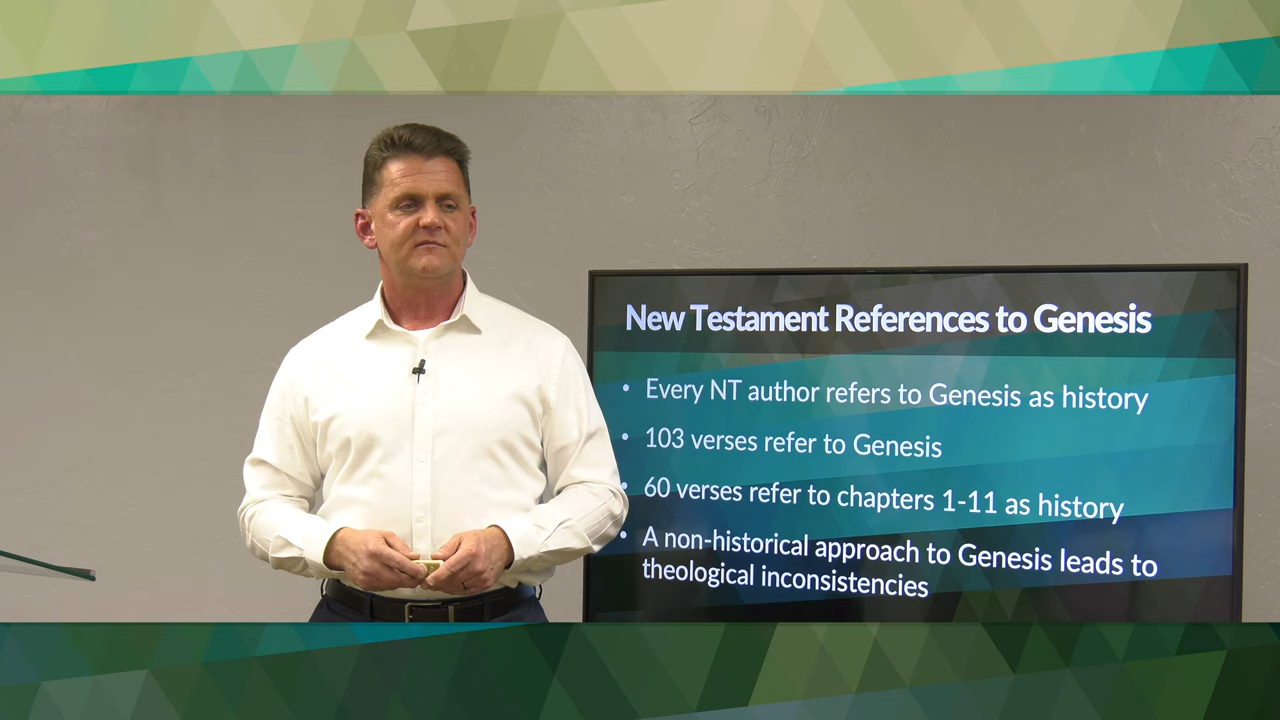 New Testament References to Genesis
• Every NT author refers to Genesis as history
• 103 verses refer to Genesis
• 60 verses refer to chapters 1-11 as history
• A non-historical approach to Genesis leads to
theological inconsistencies